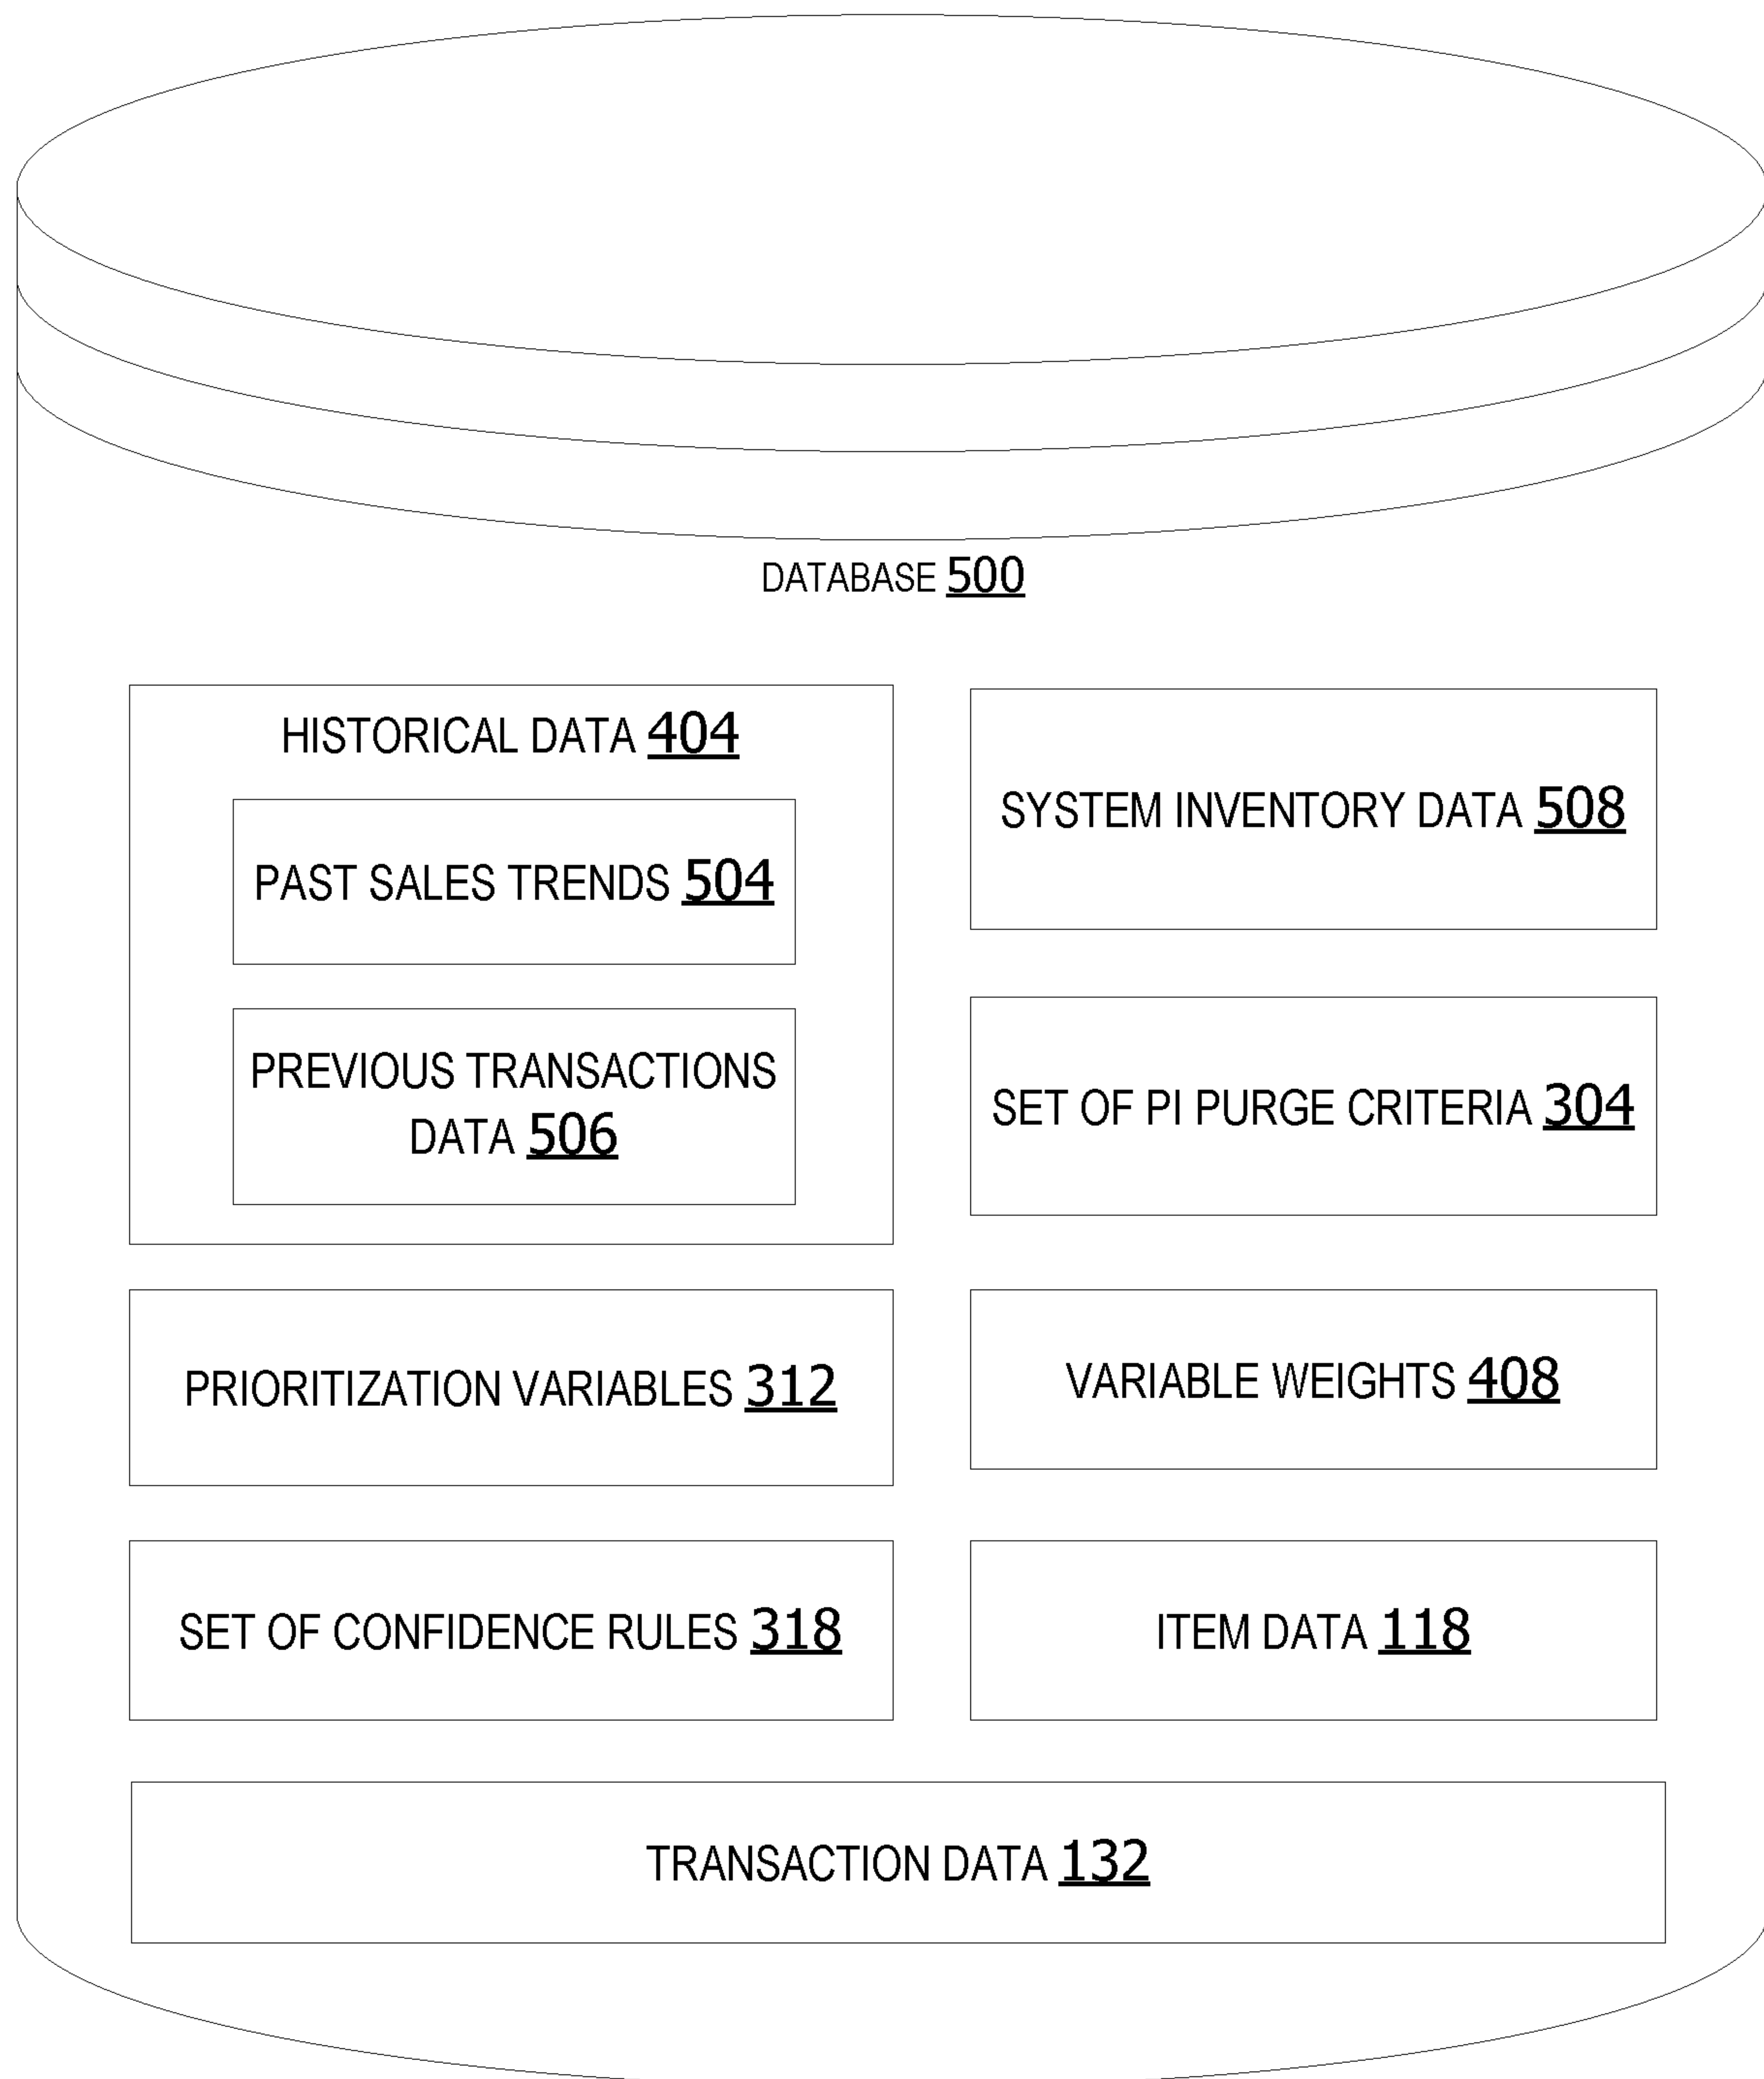 DATABASE 500
HISTORICAL DATA 404
PAST SALES TRENDS 504
PREVIOUS TRANSACTIONS
DATA 506
SYSTEM INVENTORY DATA 508
SET OF PI PURGE CRITERIA 304
PRIORITIZATION VARIABLES 312
VARIABLE WEIGHTS 408
SET OF CONFIDENCE RULES 318
ITEM DATA 118
TRANSACTION DATA 132